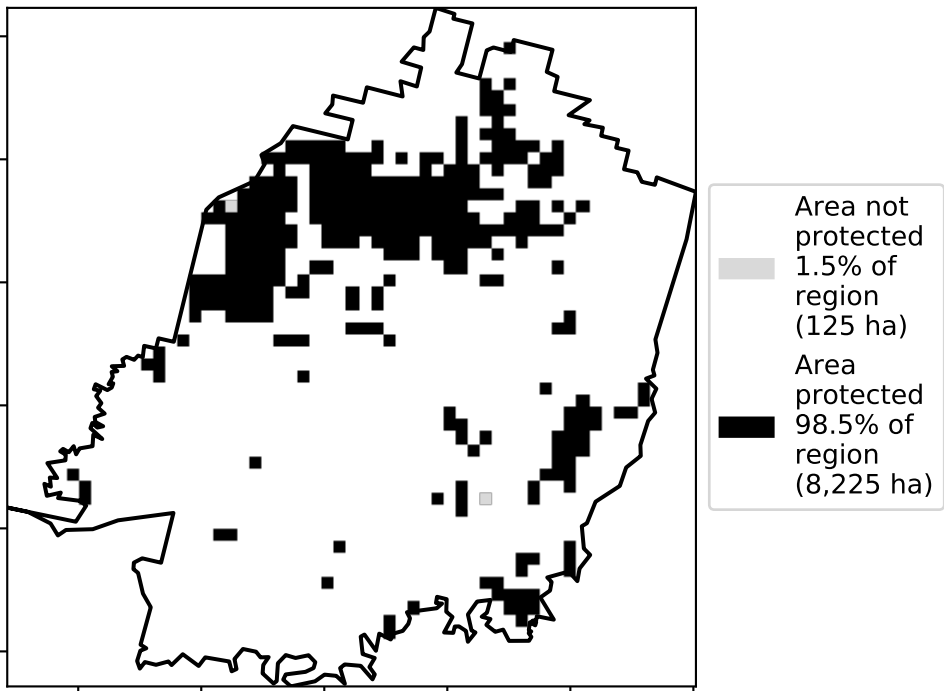 Area not
protected
1.5% of
region
(125 ha)
Area
protected
98.5% of
region
(8,225 ha)